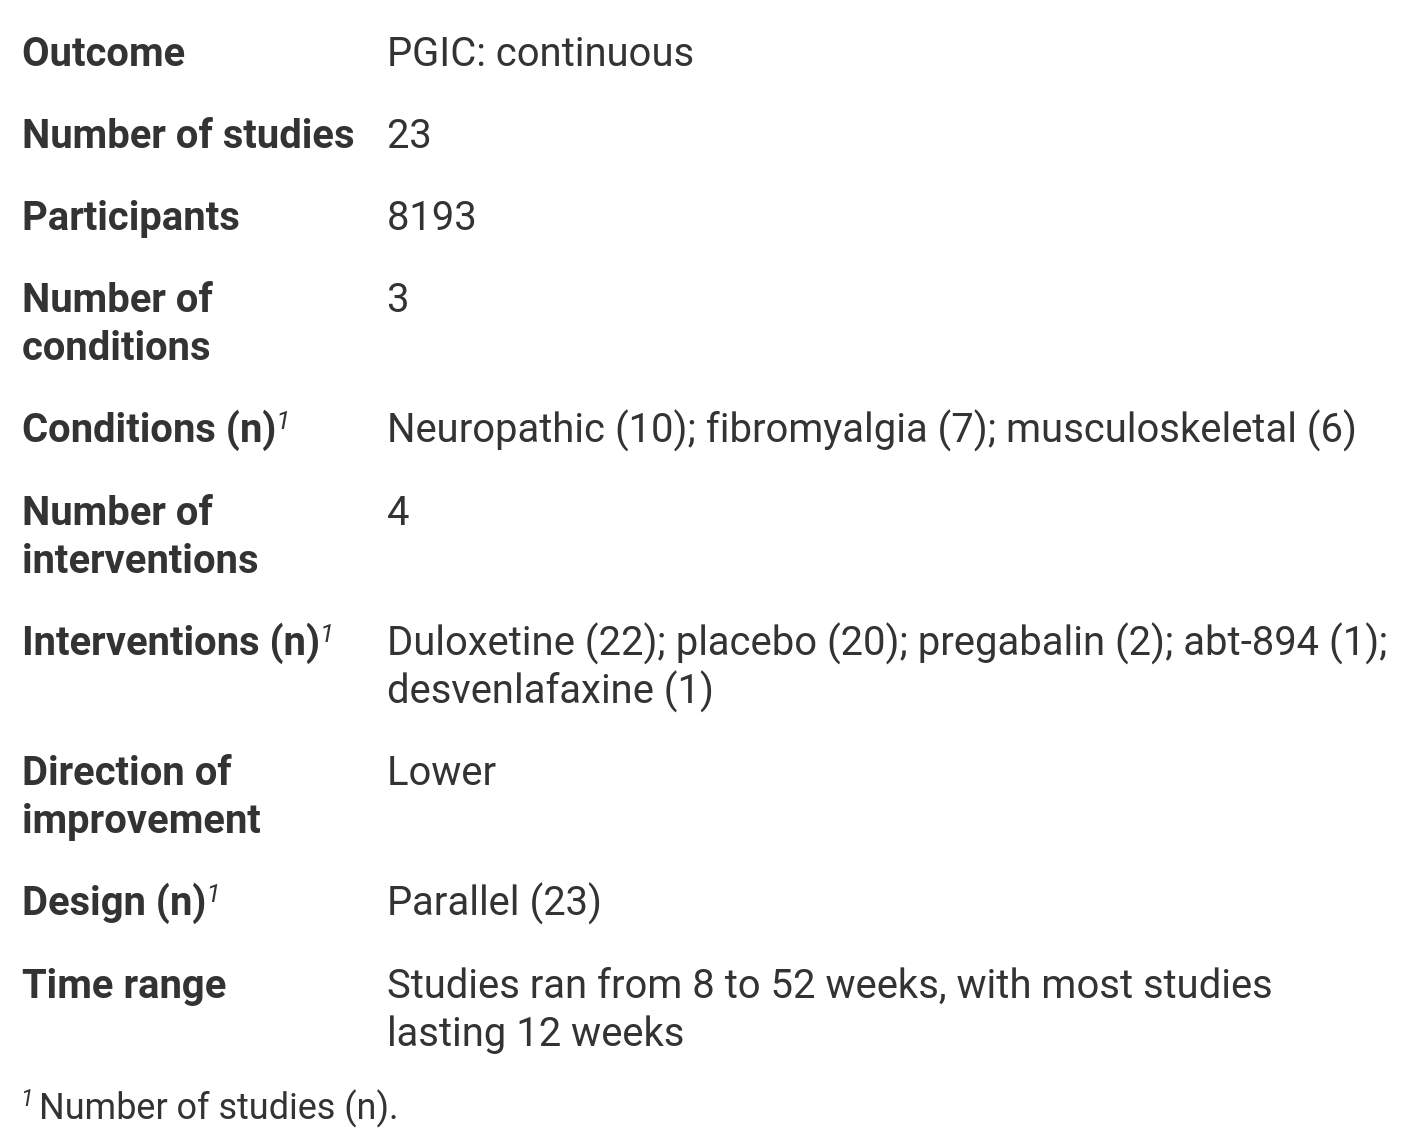 Outcome PGIC: continuous
Number of studies 23
Participants 8193
Number of 3
conditions
Conditions (n)1 Neuropathic (10); fibromyalgia (7); musculoskeletal (6)
Number of 4
interventions
Interventions (n)1 Duloxetine (22); placebo (20); pregabalin (2); abt-894 (1);
desvenlafaxine (1)
Direction of Lower
improvement
Design (n)1 Parallel (23)
Time range Studies ran from 8 to 52 weeks, with most studies
lasting 12 weeks
1 Number of studies (n).